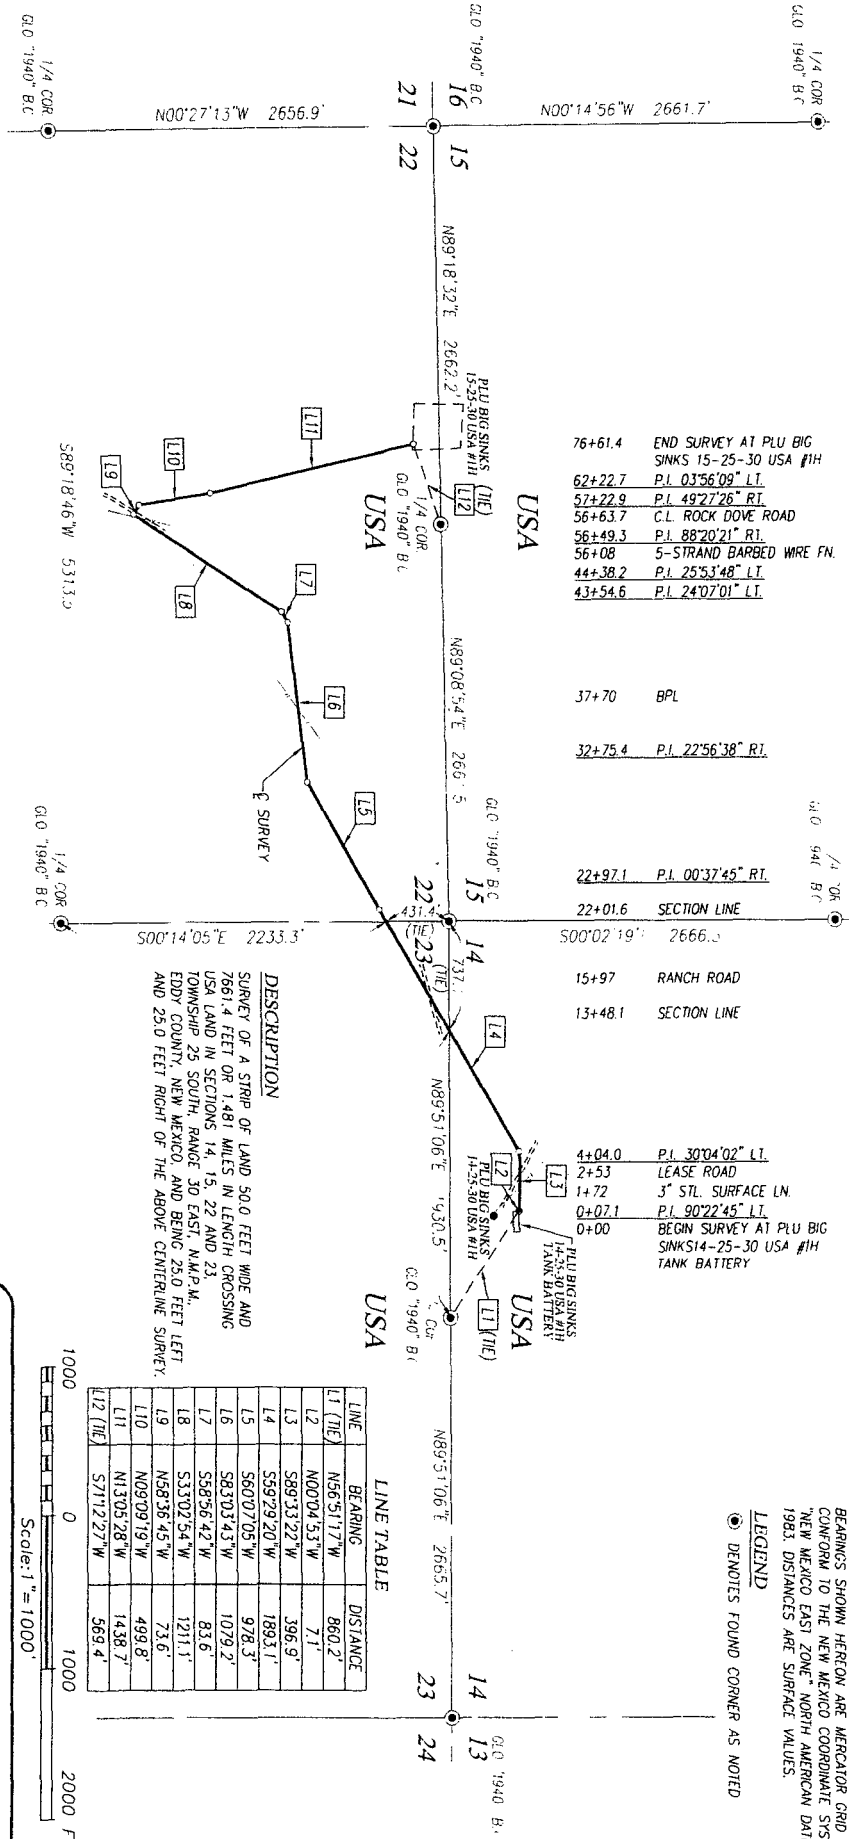 BEARINGS SHOWN HEREON ARE MERCATOR GRID
CONFORM TO THE NEW MEXICO COORDINATE SYS
"NEW MEXICO EAST ZONE" NORTH AMERICAN DAT
1983. DISTANCES ARE SURFACE VALUES.
LEGEND
DENOTES FOUND CORNER AS NOTED
1/4 COR
GLO "1940" B.C
N00°14'56"W 2661.7'
GLO "1940" B.C
16
15
21
22
N00°27'13"W 2656.9'
1/4 COR
GLO "1940" B.C
N89°18'32"E 2662.2'
PLU BIG SINKS
15-25-30 USA #1H
(TIE)
L12
1/4 COR.
GLO "1940" B.C
USA
USA
L11
L10
L9
L8
L7
L6
L5
S89°18'46"W
℄ SURVEY
N89°08'54"E
76+61.4 END SURVEY AT PLU BIG
SINKS 15-25-30 USA #1H
62+22.7 P.I. 03°56'09" LT.
57+22.9 P.I. 49°27'26" RT.
56+63.7 C.L. ROCK DOVE ROAD
56+49.3 P.I. 88°20'21" RT.
56+08 5-STRAND BARBED WIRE FN.
44+38.2 P.I. 25°53'48" LT.
43+54.6 P.I. 24°07'01" LT.
37+70 BPL
32+75.4 P.I. 22°56'38" RT.
22+97.1 P.I. 00°37'45" RT.
22+01.6 SECTION LINE
15+97 RANCH ROAD
13+48.1 SECTION LINE
4+04.0 P.I. 30°04'02" LT.
2+53 LEASE ROAD
1+72 3" STL. SURFACE LN.
0+07.1 P.I. 90°22'45" LT.
0+00 BEGIN SURVEY AT PLU BIG
SINKS14-25-30 USA #1H
TANK BATTERY
GLO "1940" B.C
15
14
22
23
431.4'
(TIE)
(TIE)
S00°02'19"
S00°14'05"E 2233.3'
1/4 COR
GLO "1940" B.C
L4
L3
L2
L1 (TIE)
N89°51'06"E
PLU BIG SINKS
14-25-30 USA #1H
PLU BIG SINKS
14-25-30 USA #1H
TANK BATTERY
USA
USA
GLO "1940"
N89°51'06"E 2665.7'
14
13
23
24
GLO "1940
DESCRIPTION
SURVEY OF A STRIP OF LAND 50.0 FEET WIDE AND
7661.4 FEET OR 1.481 MILES IN LENGTH CROSSING
USA LAND IN SECTIONS 14, 15, 22 AND 23,
TOWNSHIP 25 SOUTH, RANGE 30 EAST, N.M.P.M.,
EDDY COUNTY, NEW MEXICO, AND BEING 25.0 FEET LEFT
AND 25.0 FEET RIGHT OF THE ABOVE CENTERLINE SURVEY.
LINE TABLE
LINE BEARING DISTANCE
L1 (TIE) N56°51'17"W 860.2'
L2 N00°04'53"W 7.1'
L3 S89°33'22"W 396.9'
L4 S59°29'20"W 1893.1'
L5 S60°07'05"W 978.3'
L6 S83°03'43"W 1079.2'
L7 S58°56'42"W 83.6'
L8 S33°02'54"W 1211.1'
L9 N58°36'45"W 73.6'
L10 N09°09'19"W 499.8'
L11 N13°05'28"W 1438.7'
L12 (TIE) S71°12'27"W 569.4'
1000 0 1000 2000 F
Scale:1"=1000'